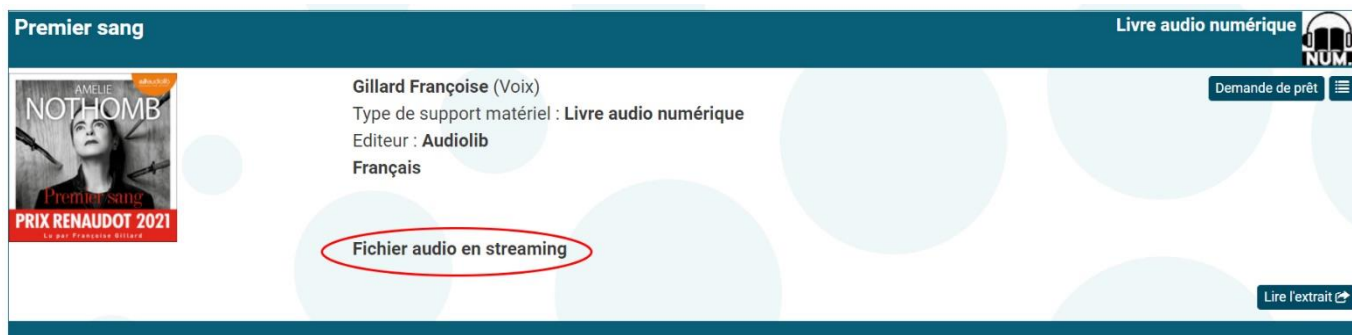 Premier sang
Livre audio numérique
NUM.
audiolib
AMÉLIE
NOTHOMB
Premier sang
PRIX RENAUDOT 2021
Lu par Françoise Gillard
Gillard Françoise (Voix)
Type de support matériel : Livre audio numérique
Editeur : Audiolib
Français
Fichier audio en streaming
Demande de prêt
Lire l'extrait